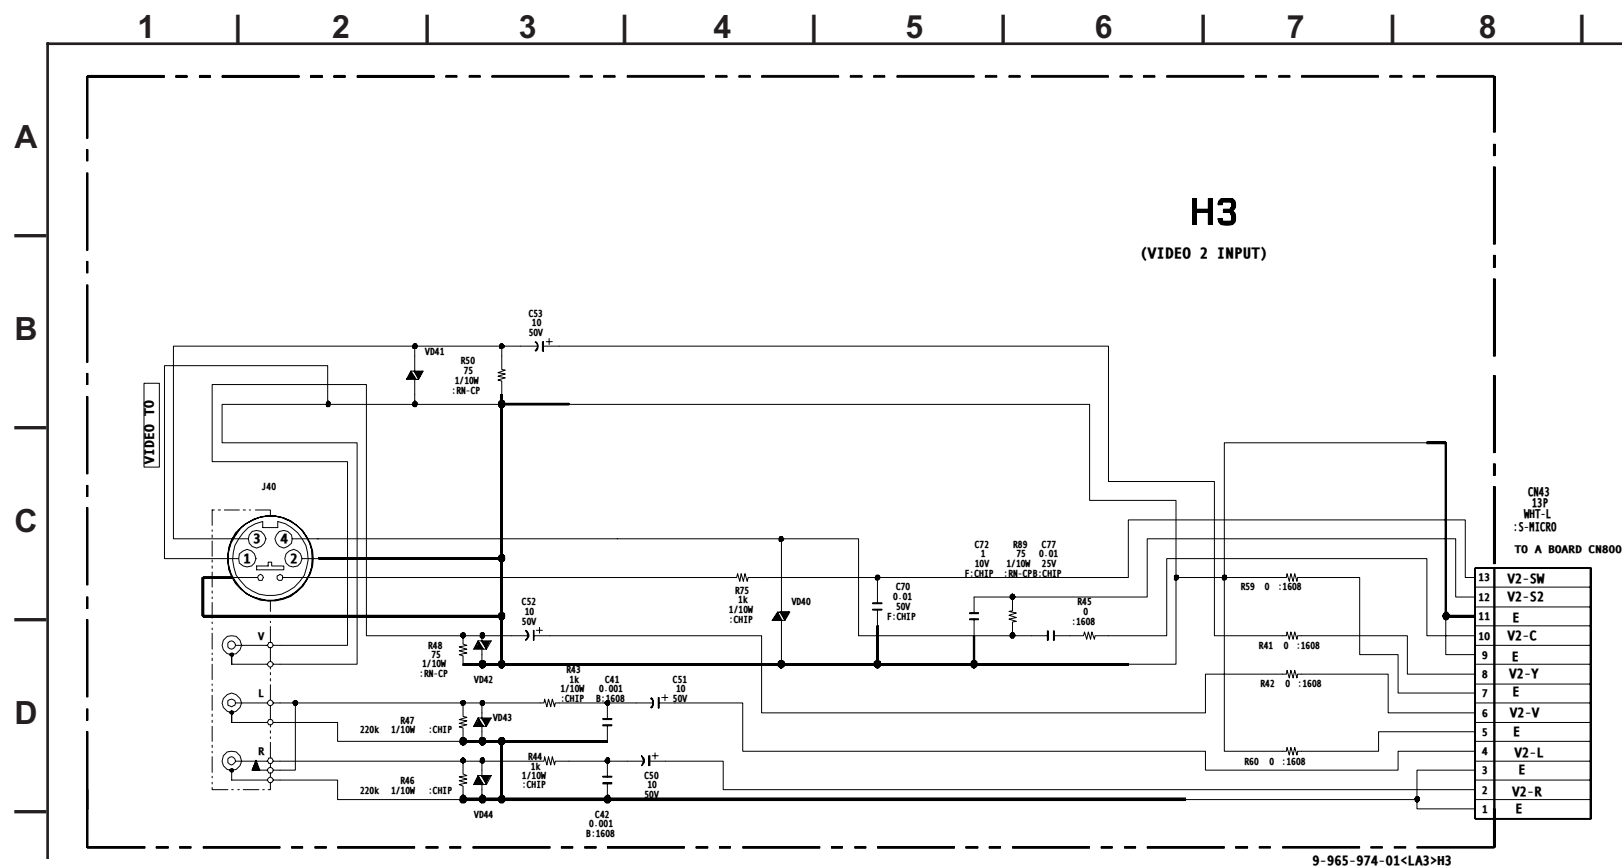 1 2 3 4 5 6 7 8
A
B
C
D
H3
(VIDEO 2 INPUT)
C53
10
50V
VD41
R50
75
1/10W
:RN-CP
VIDEO TO
J40
3
4
1
2
V
L
R
C52
10
50V
R48
75
1/10W
:RN-CP
VD42
R43
1k
1/10W
:CHIP
C41
0.001
B:1608
C51
10
50V
R47
220k 1/10W :CHIP
VD43
R44
1k
1/10W
:CHIP
C50
10
50V
R46
220k 1/10W :CHIP
VD44
C42
0.001
B:1608
R75
1k
1/10W
:CHIP
VD40
C70
0.01
50V
F:CHIP
C72
1
10V
F:CHIP
R89
75
1/10W
:RN-CP
C77
0.01
25V
B:CHIP
R45
0
:1608
R59 0 :1608
R41 0 :1608
R42 0 :1608
R60 0 :1608
CN43
13P
WHT-L
:S-MICRO
TO A BOARD CN800
13 V2-SW
12 V2-S2
11 E
10 V2-C
9 E
8 V2-Y
7 E
6 V2-V
5 E
4 V2-L
3 E
2 V2-R
1 E
9-965-974-01<LA3>H3